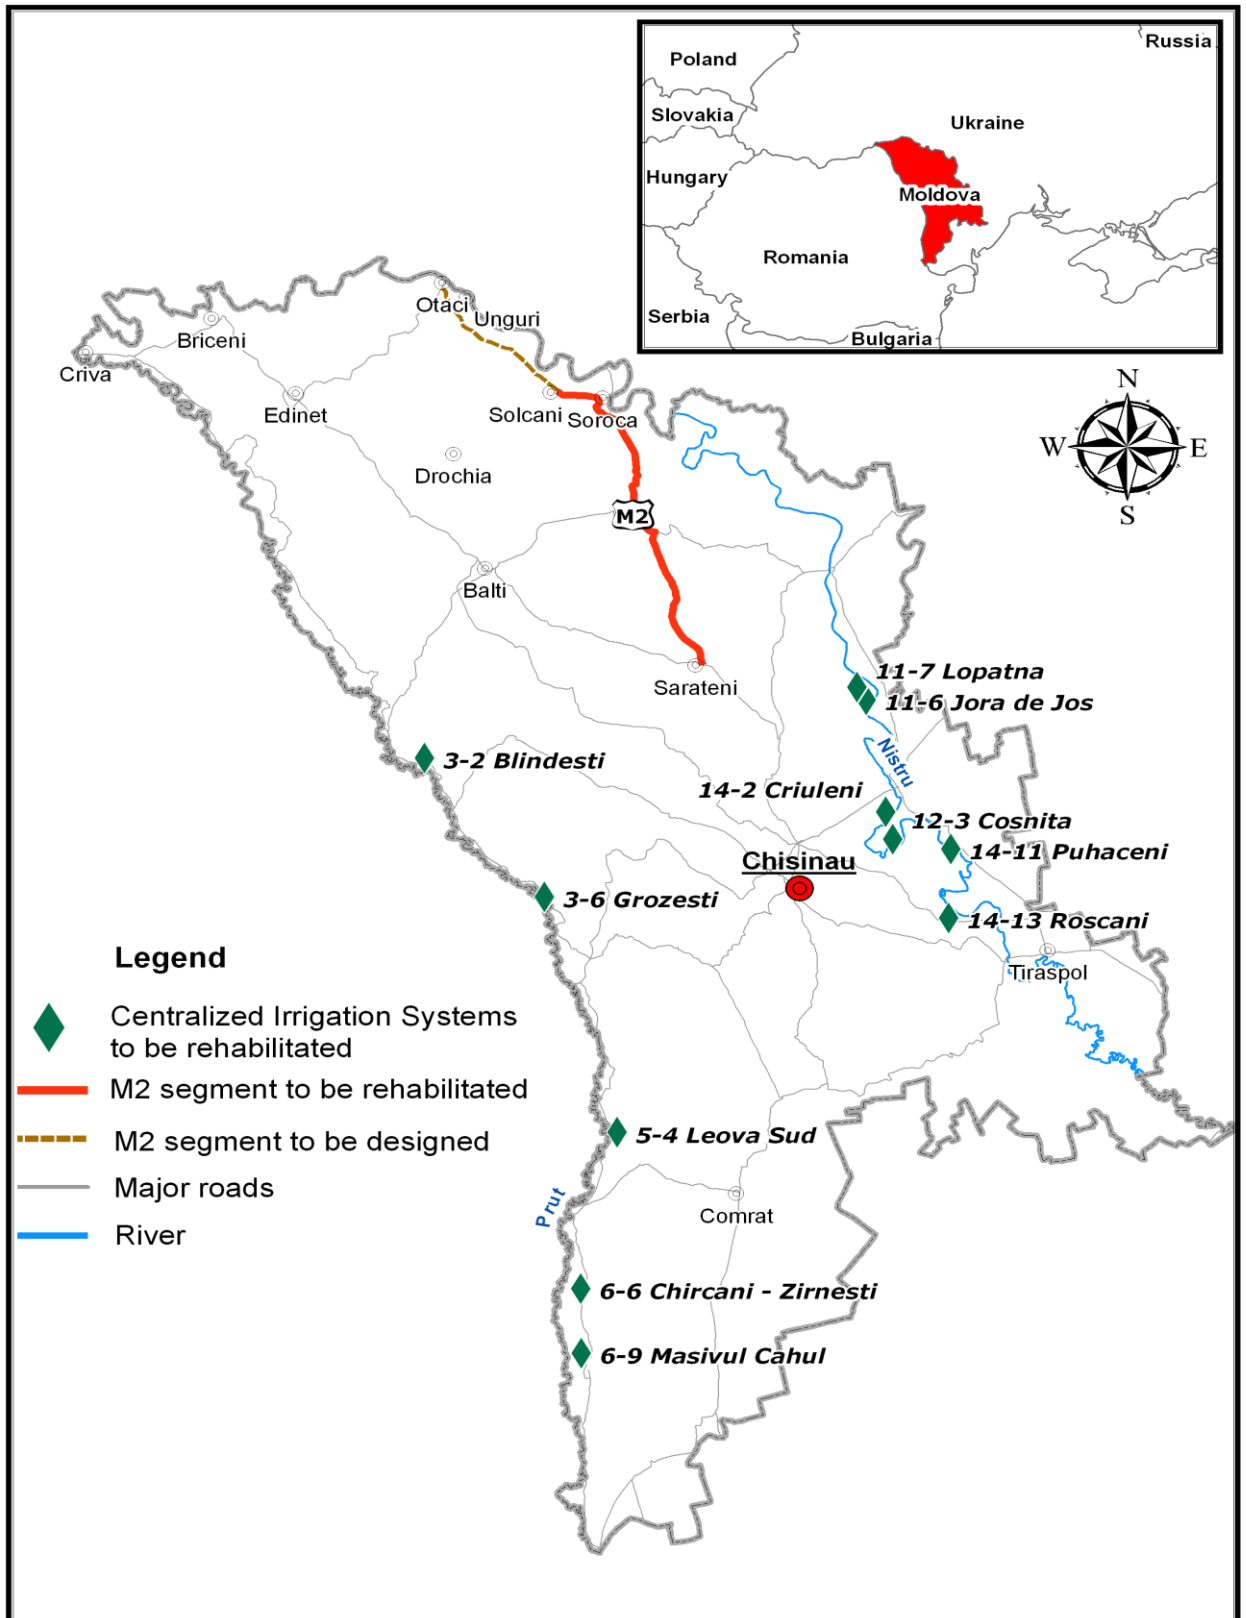 Russia
Poland
Slovakia
Ukraine
Hungary
Moldova
Romania
Serbia
Bulgaria
Otaci
Unguri
Briceni
Criva
Edinet
Solcani
Soroca
N
W
E
S
Drochia
M2
Balti
Sarateni
11-7 Lopatna
11-6 Jora de Jos
Nistru
3-2 Blindesti
14-2 Criuleni
12-3 Cosnita
14-11 Puhaceni
Chisinau
3-6 Grozesti
14-13 Roscani
Tiraspol
Legend
Centralized Irrigation Systems
to be rehabilitated
M2 segment to be rehabilitated
M2 segment to be designed
Major roads
River
5-4 Leova Sud
Prut
Comrat
6-6 Chircani - Zirnesti
6-9 Masivul Cahul